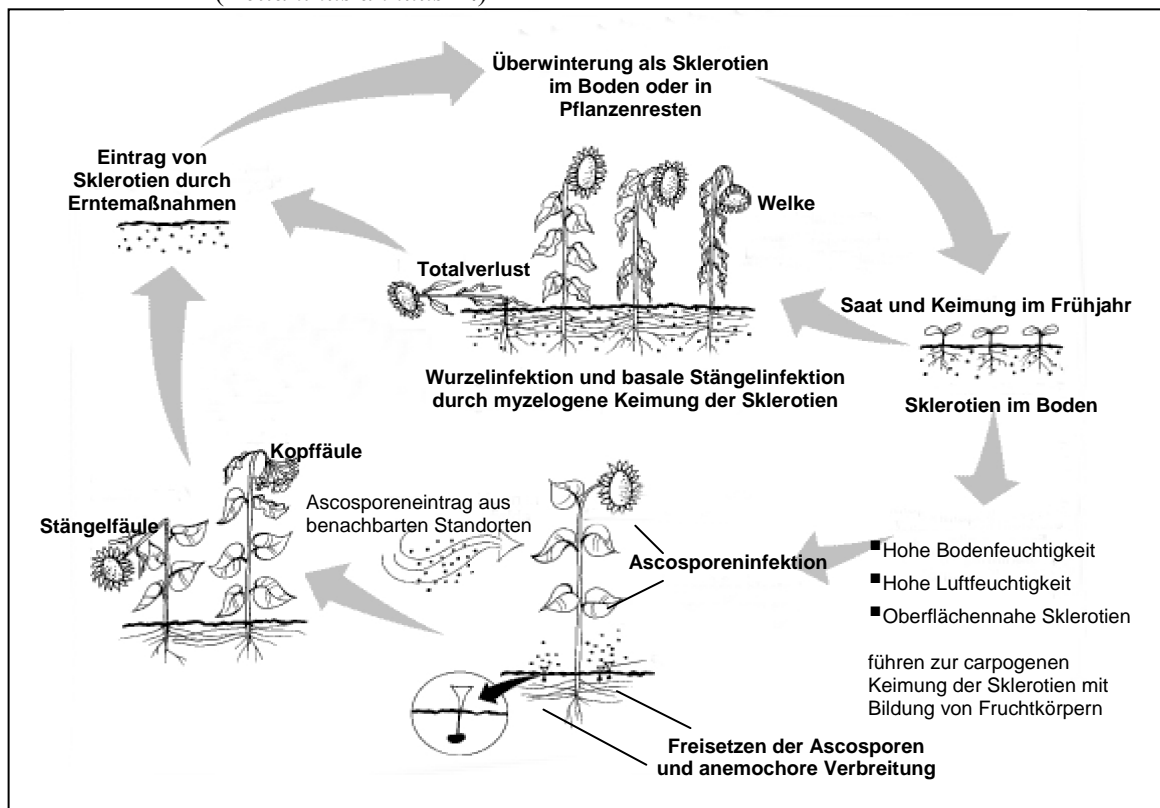 Überwinterung als Sklerotien
im Boden oder in
Pflanzenresten
Eintrag von
Sklerotien durch
Erntemaßnahmen
Welke
Totalverlust
Saat und Keimung im Frühjahr
Wurzelinfektion und basale Stängelinfektion
durch myzelogene Keimung der Sklerotien
Sklerotien im Boden
Kopffäule
Stängelfäule
Ascosporeneintrag aus
benachbarten Standorten
Ascosporeninfektion
▪Hohe Bodenfeuchtigkeit
▪Hohe Luftfeuchtigkeit
▪Oberflächennahe Sklerotien
führen zur carpogenen
Keimung der Sklerotien mit
Bildung von Fruchtkörpern
Freisetzen der Ascosporen
und anemochore Verbreitung